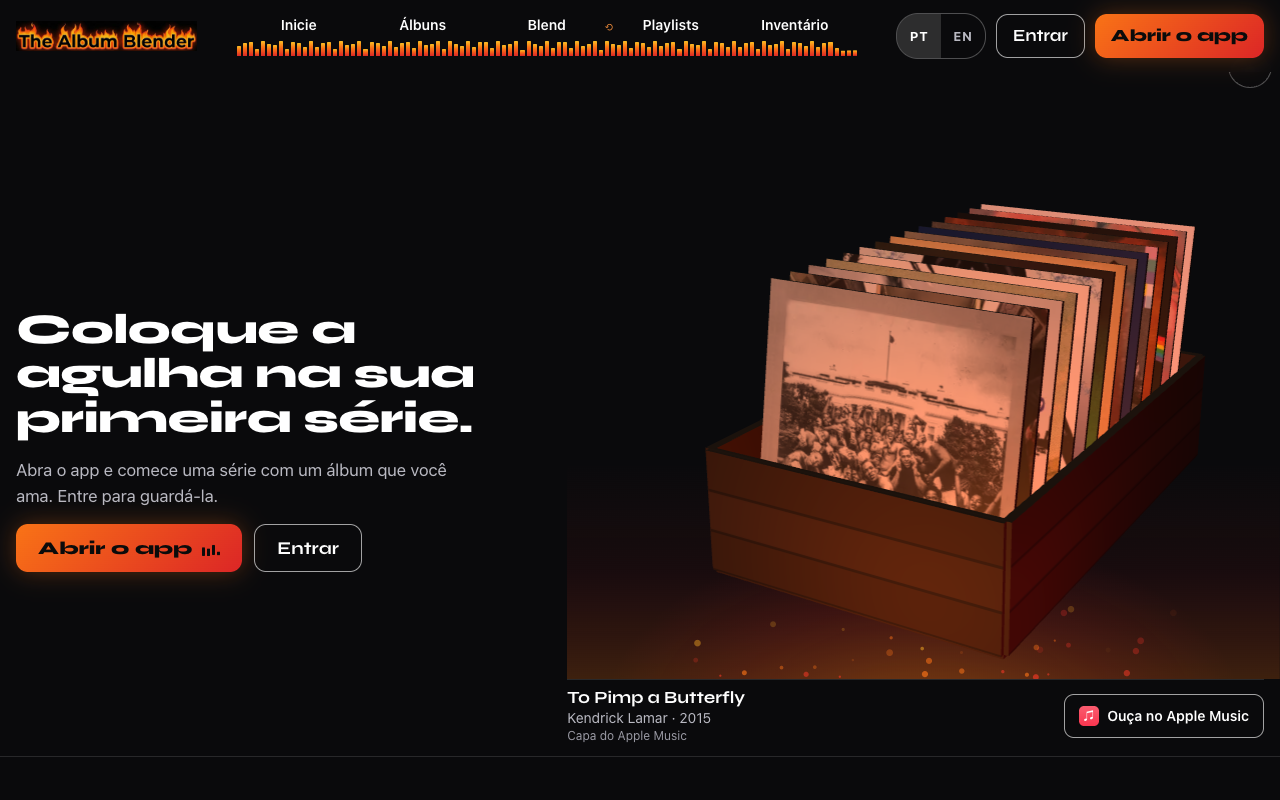 The Album Blender
Inicie
Álbuns
Blend
Playlists
Inventário
PT
EN
Entrar
Abrir o app
Coloque a
agulha na sua
primeira série.
Abra o app e comece uma série com um álbum que você
ama. Entre para guardá-la.
Abrir o app
Entrar
To Pimp a Butterfly
Kendrick Lamar · 2015
Capa do Apple Music
Ouça no Apple Music